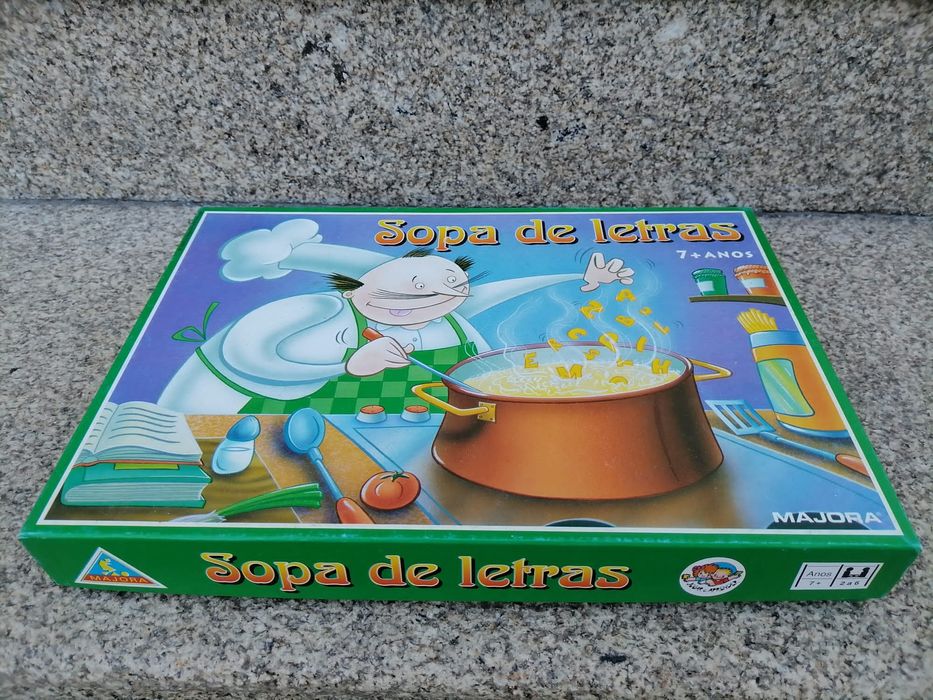 Sopa de letras
7+ ANOS
MAJORA
MAJORA
Sopa de letras
Anos
7+
2 a 6